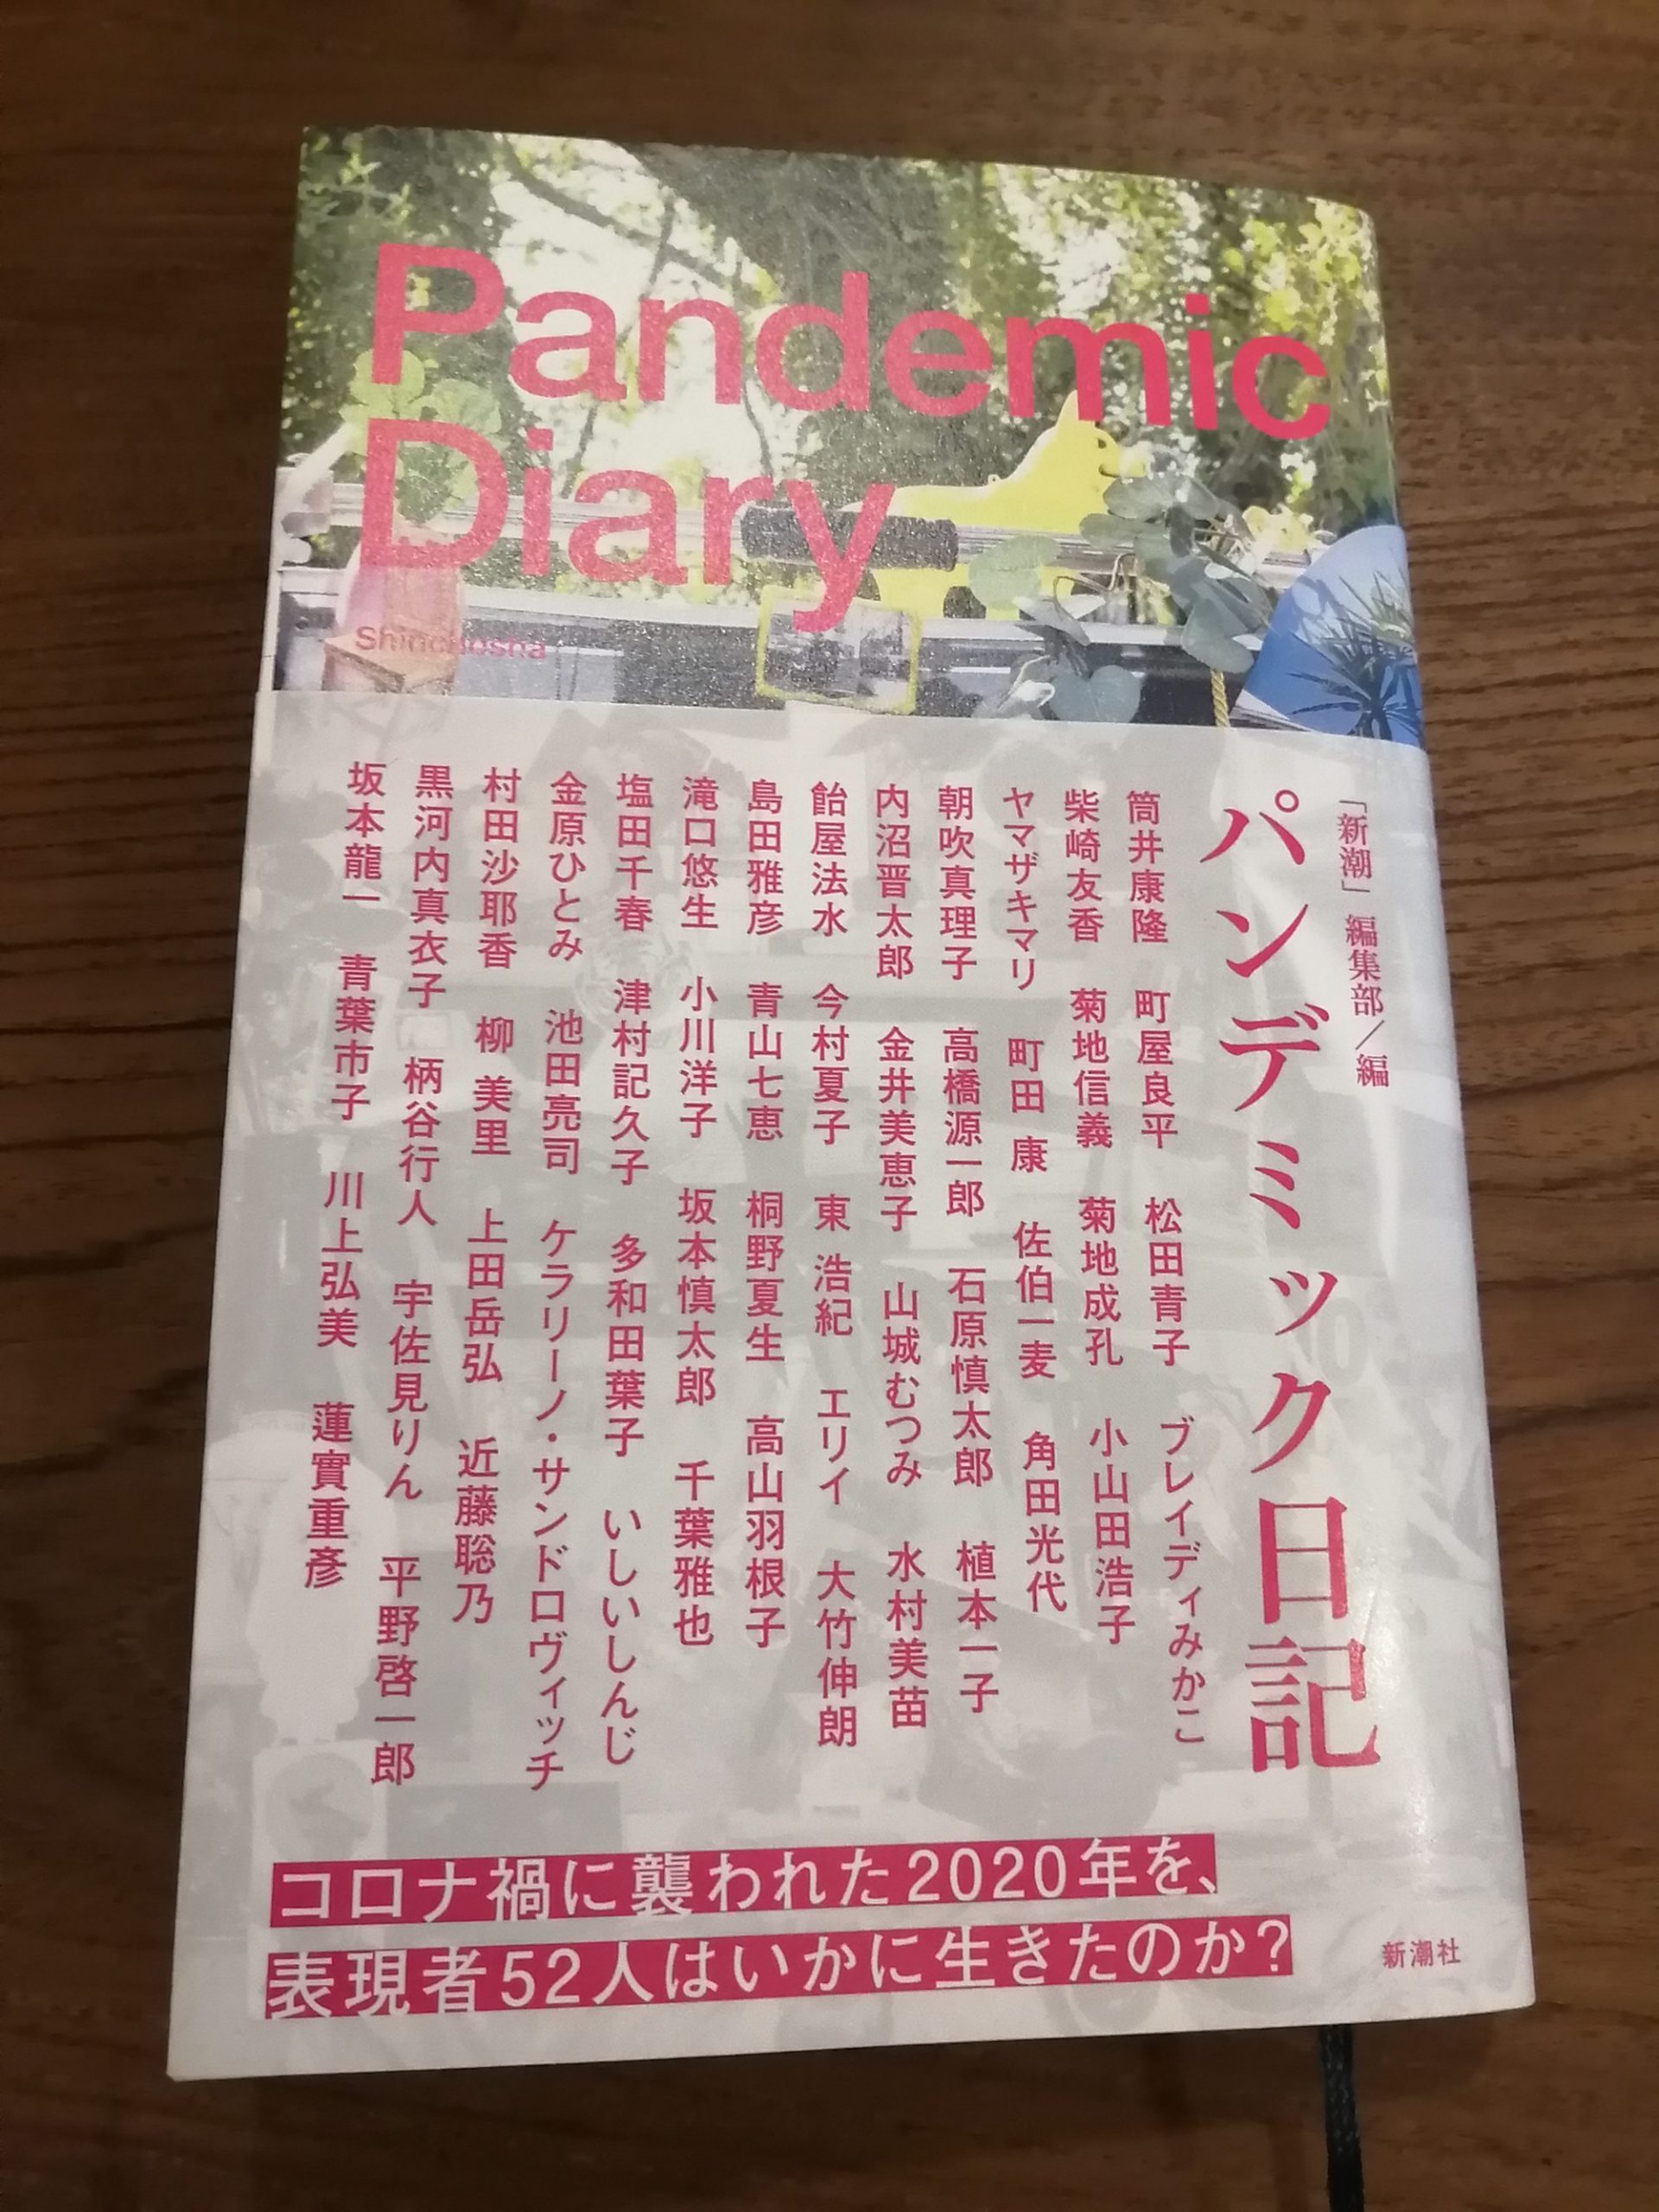 Pandemic
Diary
Shinchosha
「新潮」編集部／編
パンデミック日記
筒井康隆 町屋良平 松田青子 ブレイディみかこ
柴崎友香 菊地信義 菊地成孔 小山田浩子
ヤマザキマリ 町田 康 佐伯一麦 角田光代
朝吹真理子 高橋源一郎 石原慎太郎 植本一子
内沼晋太郎 金井美恵子 山城むつみ 水村美苗
飴屋法水 今村夏子 東 浩紀 エリイ 大竹伸朗
島田雅彦 青山七恵 桐野夏生 高山羽根子
滝口悠生 小川洋子 坂本慎太郎 千葉雅也
塩田千春 津村記久子 多和田葉子 いしいしんじ
金原ひとみ 池田亮司 ケラリーノ・サンドロヴィッチ
村田沙耶香 柳 美里 上田岳弘 近藤聡乃
黒河内真衣子 柄谷行人 宇佐見りん 平野啓一郎
坂本龍一 青葉市子 川上弘美 蓮實重彥
コロナ禍に襲われた2020年を、
表現者52人はいかに生きたのか?
新潮社